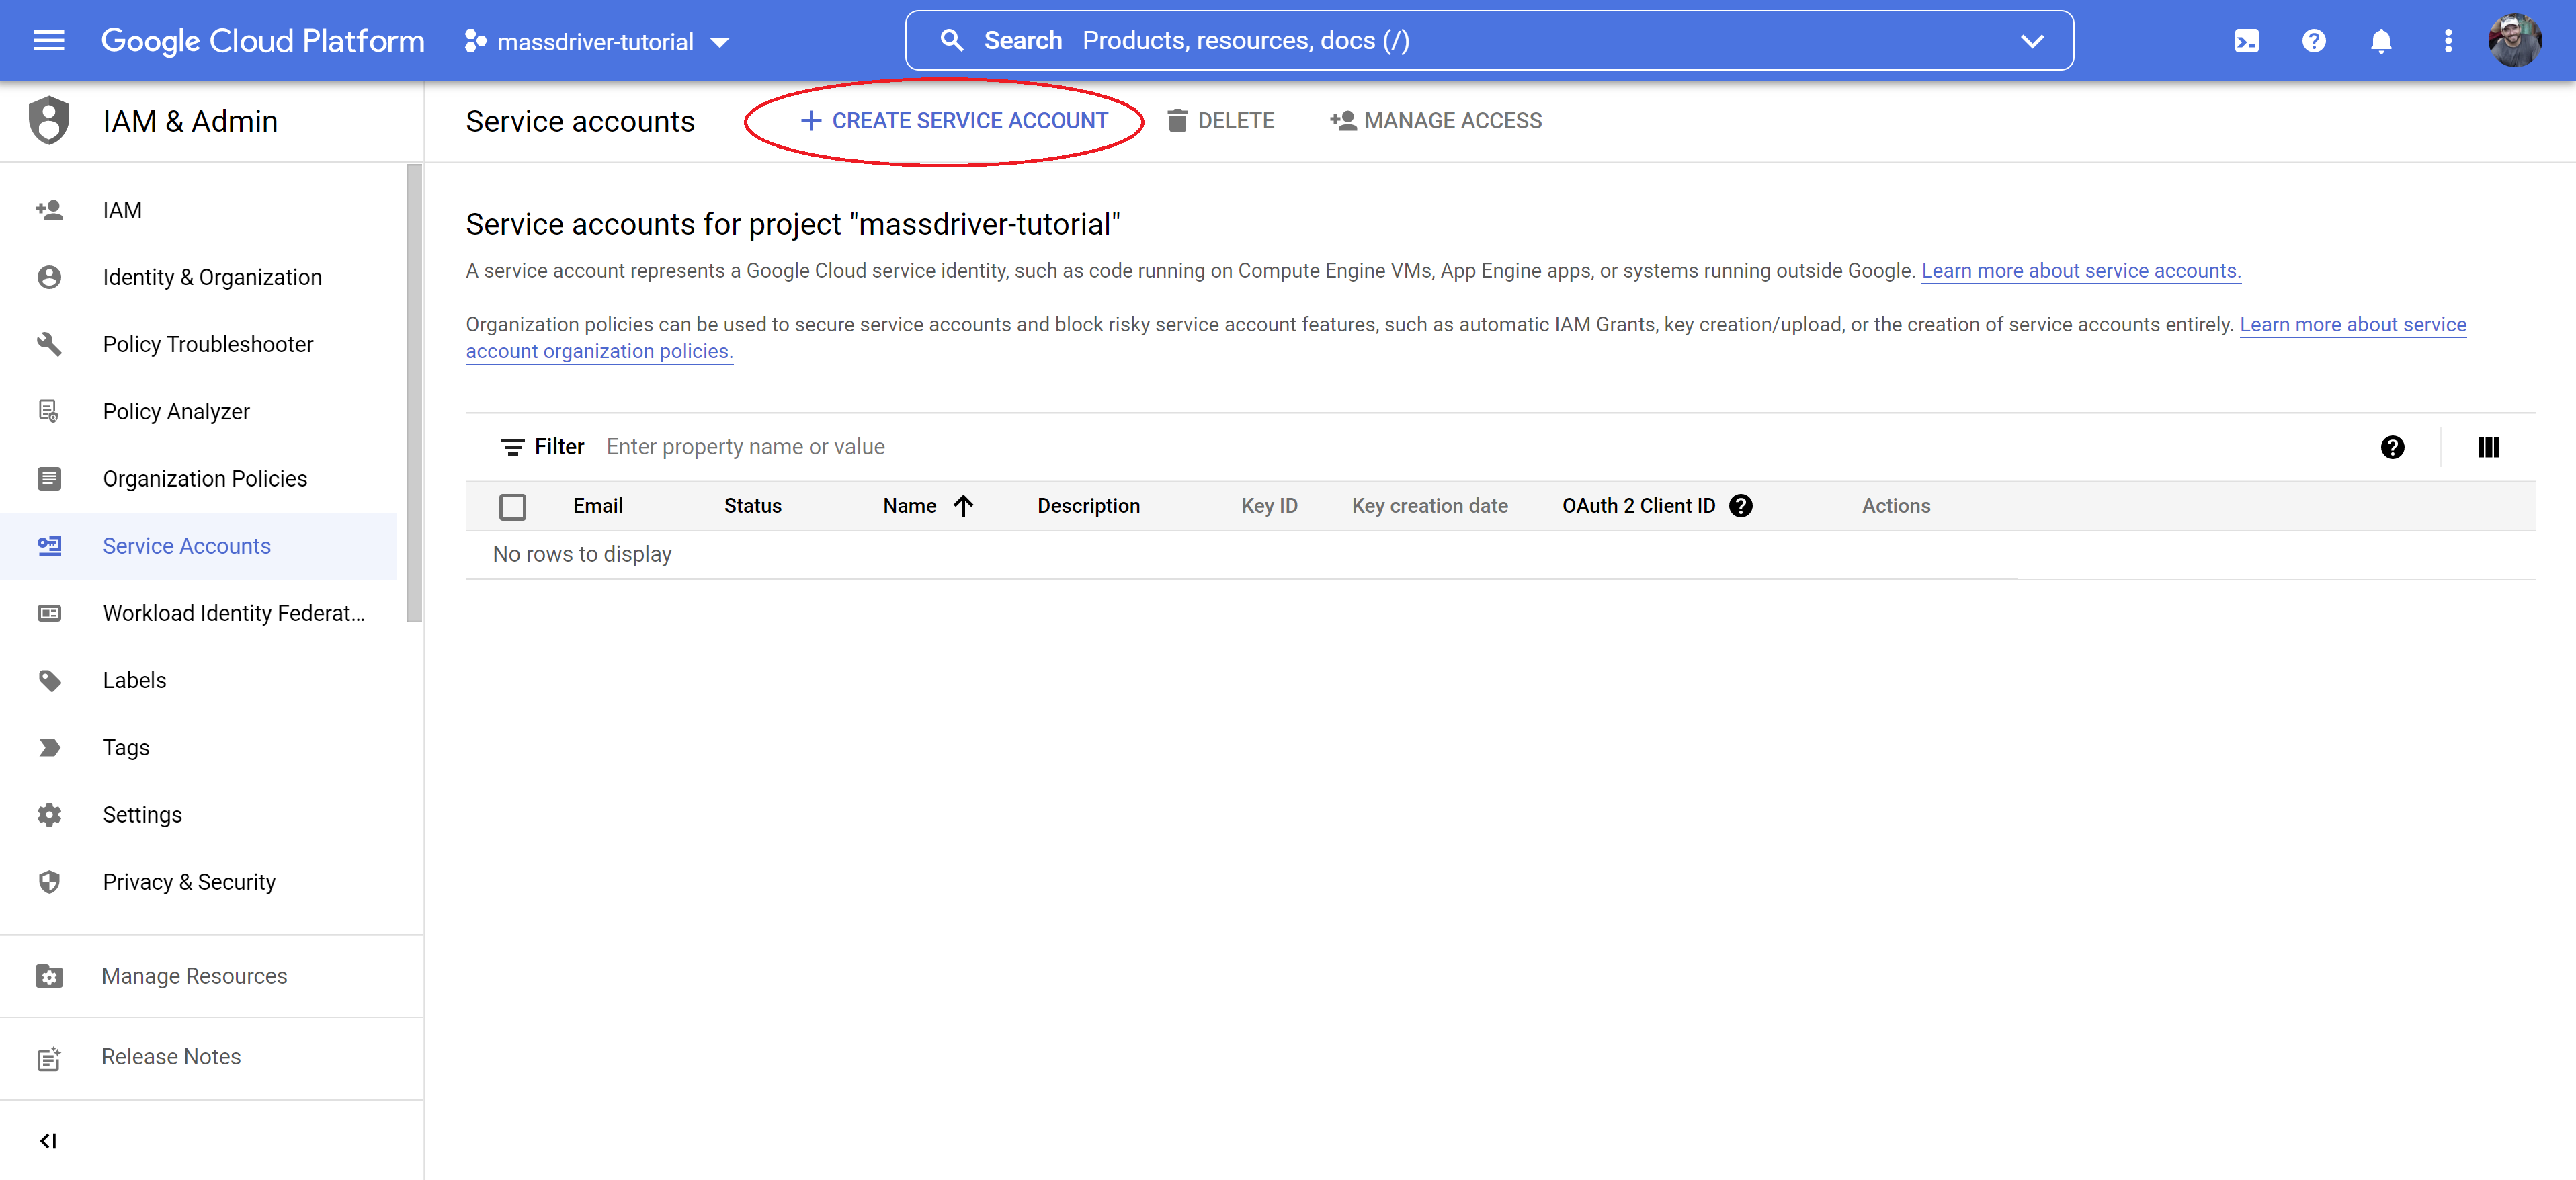 Google Cloud Platform
massdriver-tutorial
Search Products, resources, docs (/)
IAM & Admin
Service accounts
CREATE SERVICE ACCOUNT
DELETE
MANAGE ACCESS
IAM
Identity & Organization
Policy Troubleshooter
Policy Analyzer
Organization Policies
Service Accounts
Workload Identity Federat...
Labels
Tags
Settings
Privacy & Security
Manage Resources
Release Notes
Service accounts for project "massdriver-tutorial"
A service account represents a Google Cloud service identity, such as code running on Compute Engine VMs, App Engine apps, or systems running outside Google. Learn more about service accounts.
Organization policies can be used to secure service accounts and block risky service account features, such as automatic IAM Grants, key creation/upload, or the creation of service accounts entirely. Learn more about service
account organization policies.
Filter Enter property name or value
Email Status Name Description Key ID Key creation date OAuth 2 Client ID Actions
No rows to display